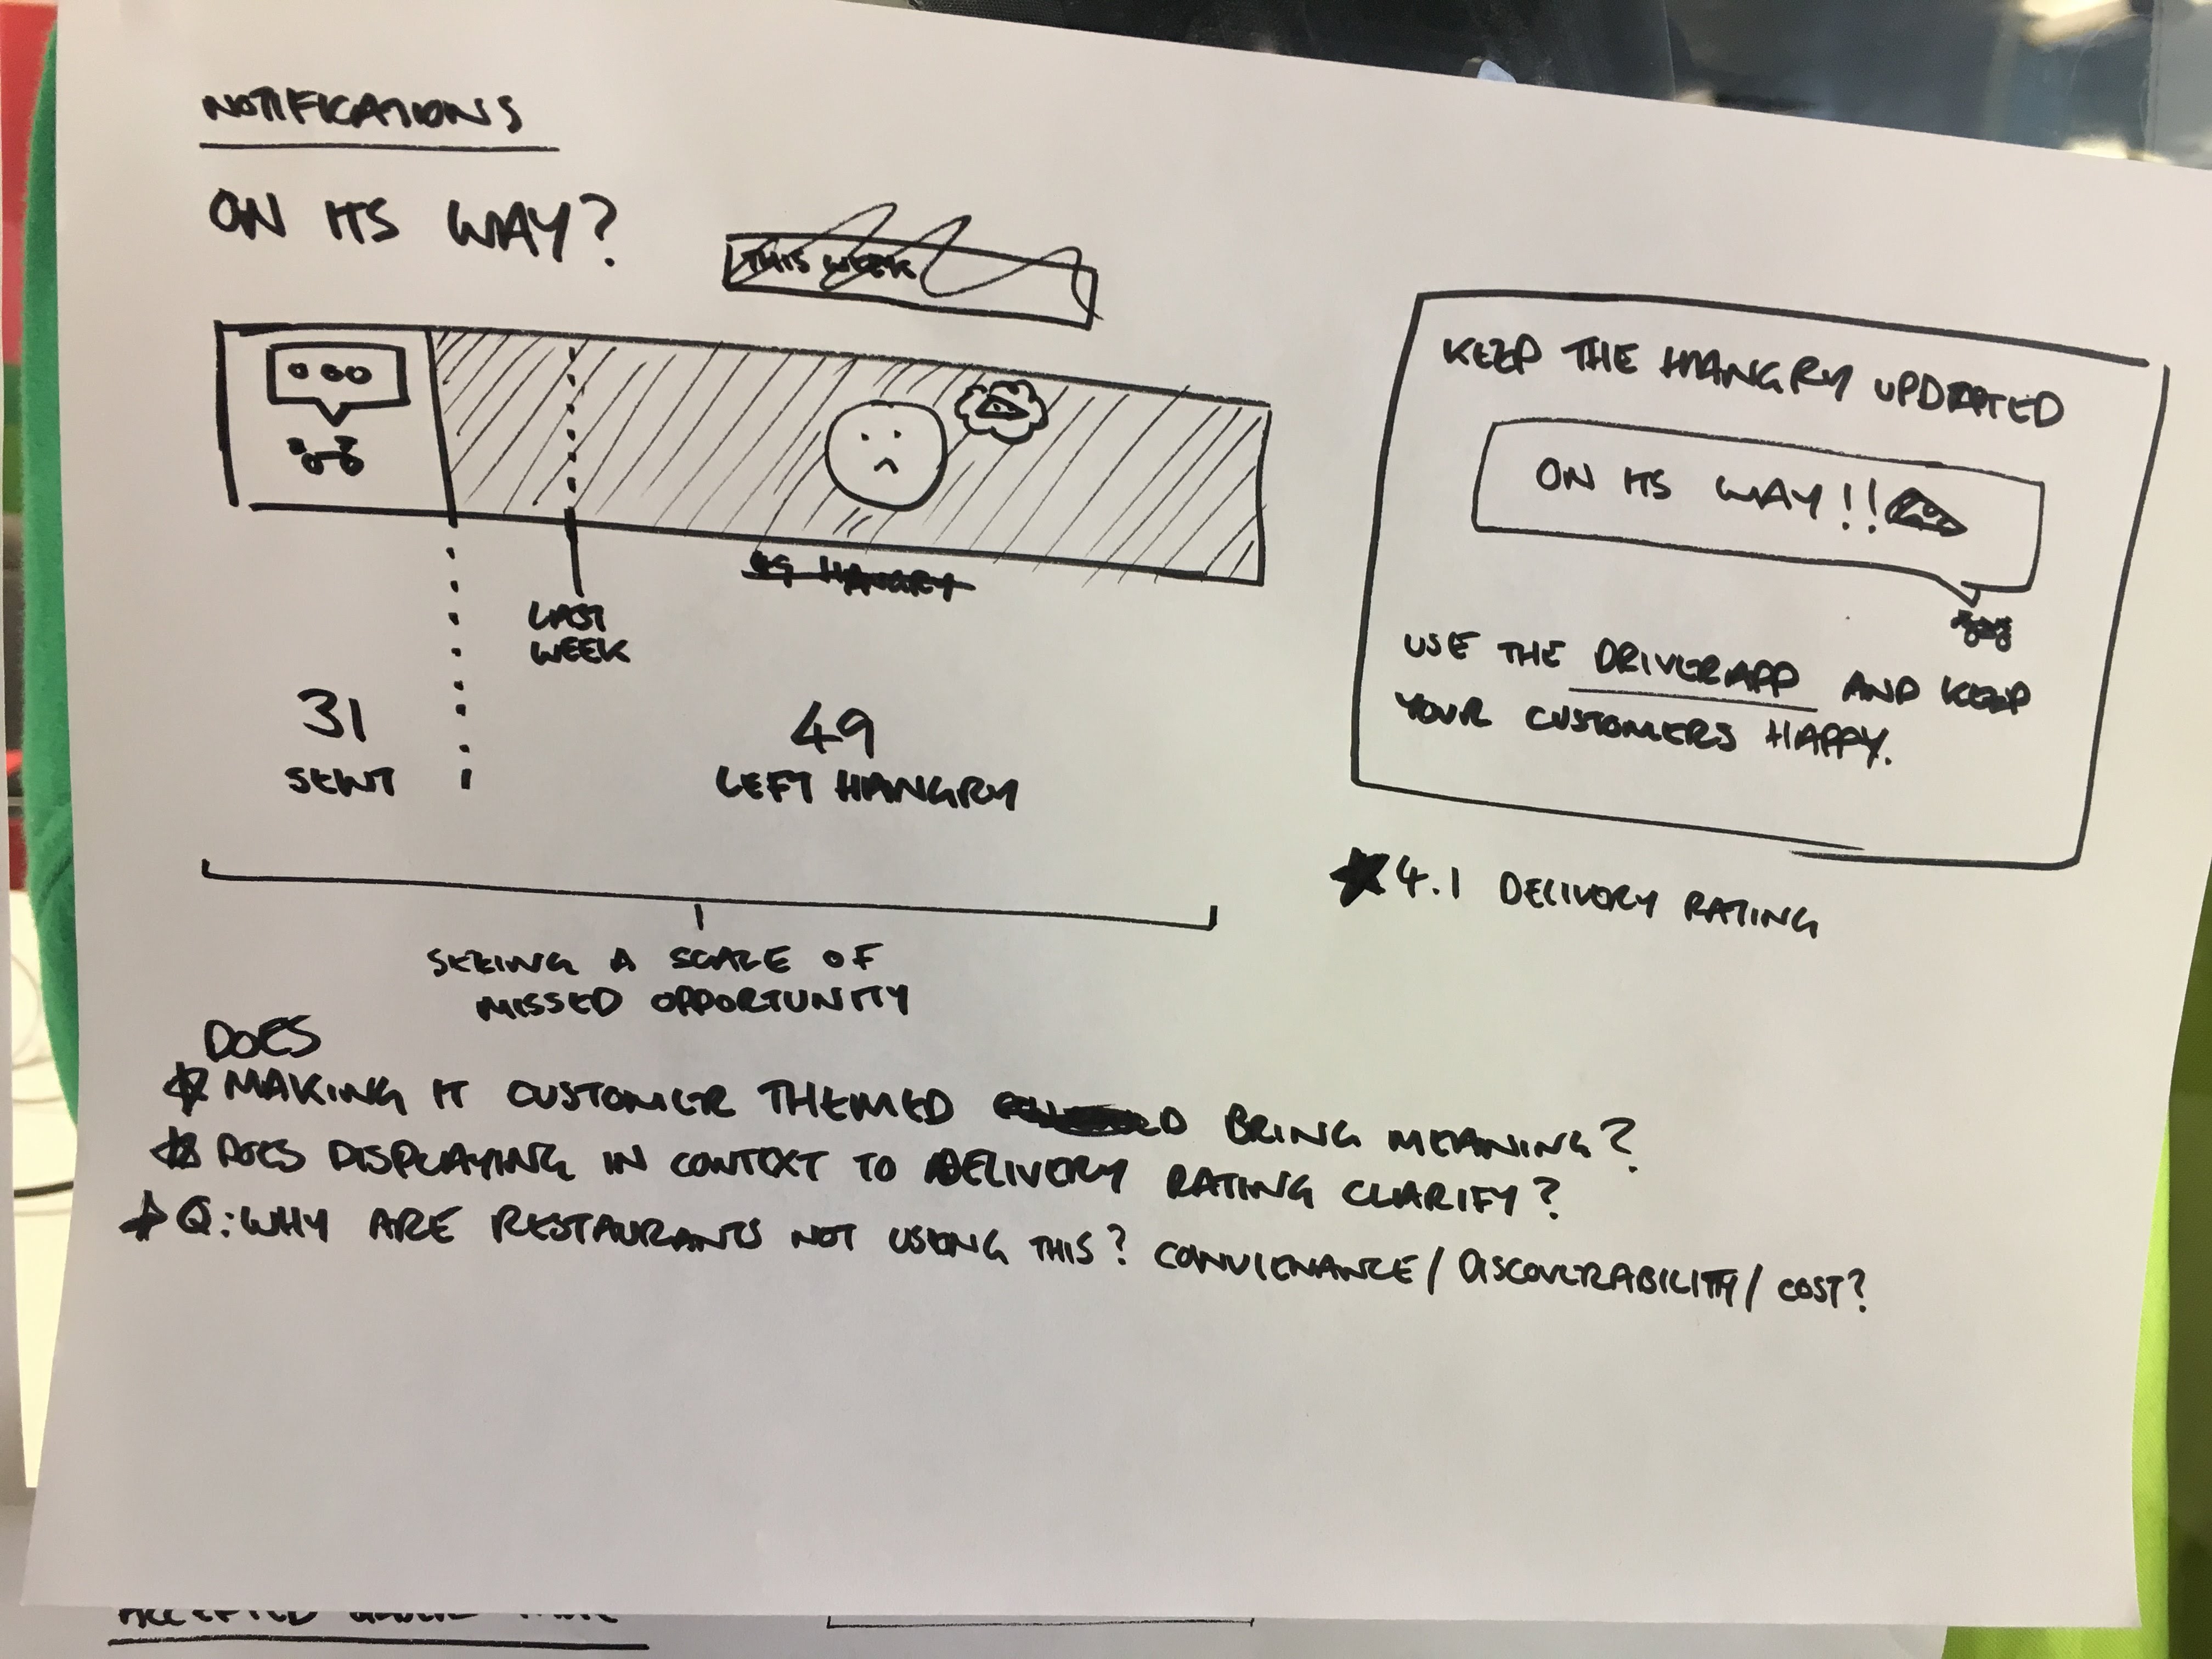 NOTIFICATIONS
ON ITS WAY?
THIS WEEK
49 HANGRY
LAST
WEEK
31
SENT
49
LEFT HANGRY
SEEING A SCALE OF
MISSED OPPORTUNITY
KEEP THE HANGRY UPDATED
ON ITS WAY!!
USE THE DRIVERAPP AND KEEP
YOUR CUSTOMERS HAPPY.
4.1 DELIVERY RATING
DOES
MAKING IT CUSTOMER THEMED BRING MEANING?
DOES DISPLAYING IN CONTEXT TO DELIVERY RATING CLARIFY?
Q: WHY ARE RESTAURANTS NOT USING THIS? CONVIENANCE / DISCOVERABILITY / COST?
ACCEPTED